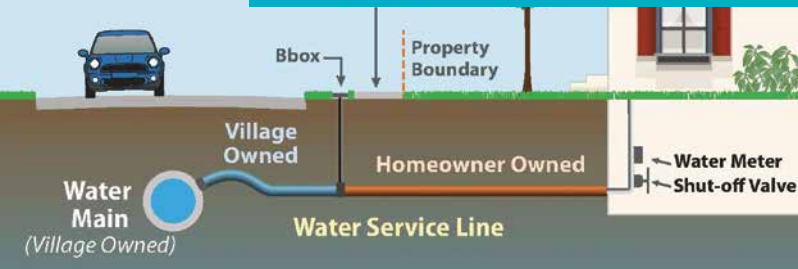 Bbox
Property
Boundary
Village
Owned
Homeowner Owned
Water Meter
Shut-off Valve
Water
Main
(Village Owned)
Water Service Line